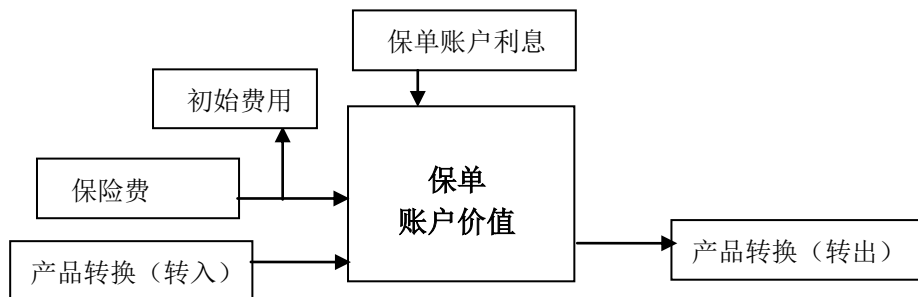 保单账户利息
初始费用
保险费
保单
账户价值
产品转换（转入）
产品转换（转出）